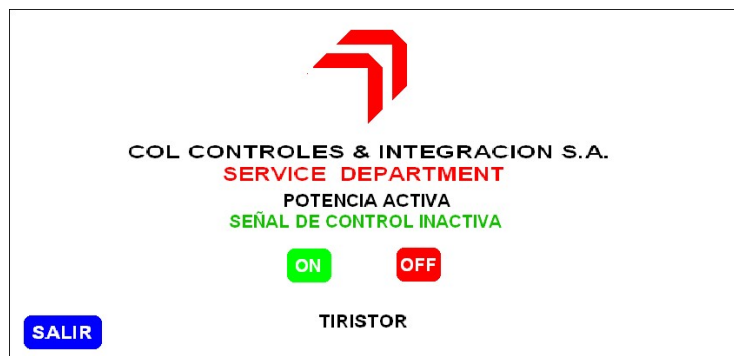 COL CONTROLES & INTEGRACION S.A.
SERVICE DEPARTMENT
POTENCIA ACTIVA
SEÑAL DE CONTROL INACTIVA
ON OFF
TIRISTOR
SALIR